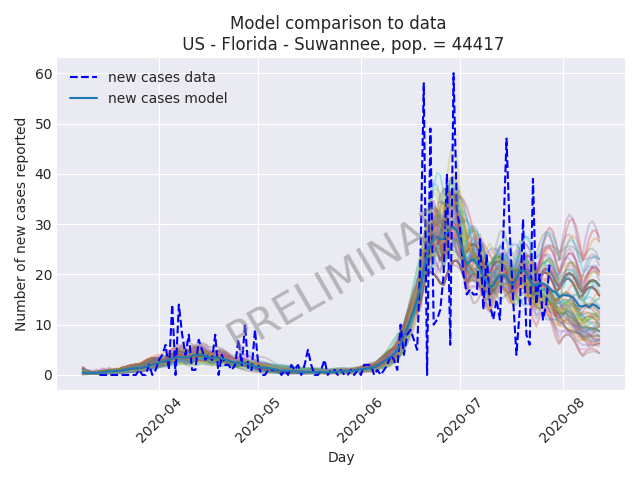 Model comparison to data
US - Florida - Suwannee, pop. = 44417
new cases data
new cases model
Number of new cases reported
60
50
40
30
20
10
0
PRELIMINA
2020-04
2020-05
2020-06
2020-07
2020-08
Day